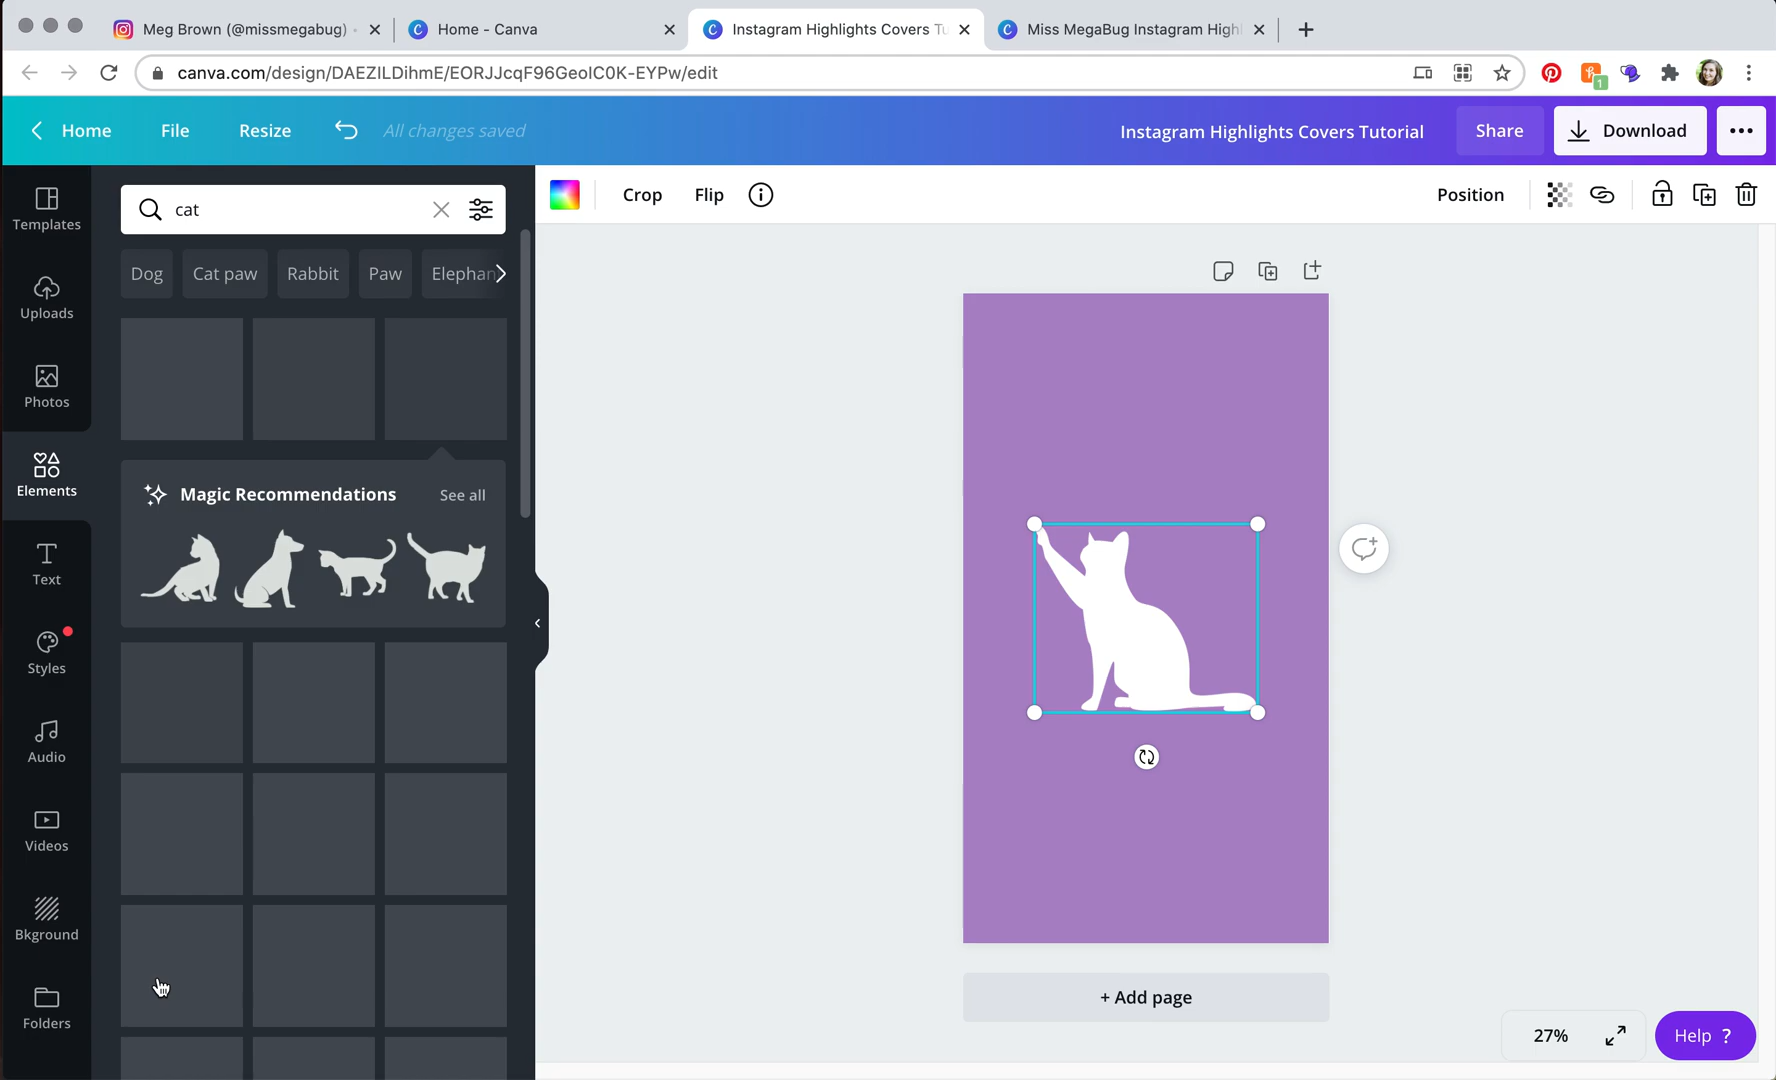 Meg Brown (@missmegabug) -
Home - Canva
Instagram Highlights Covers Tu
Miss MegaBug Instagram Highl
canva.com/design/DAEZILDihmE/EORJJcqF96GeoIC0K-EYPw/edit
1
Home
File
Resize
All changes saved
Instagram Highlights Covers Tutorial
Share
Download
Templates
Uploads
Photos
Elements
Text
Styles
Audio
Videos
Bkground
Folders
cat
Dog
Cat paw
Rabbit
Paw
Elephan
Magic Recommendations
See all
Crop
Flip
Position
+ Add page
27%
Help ?